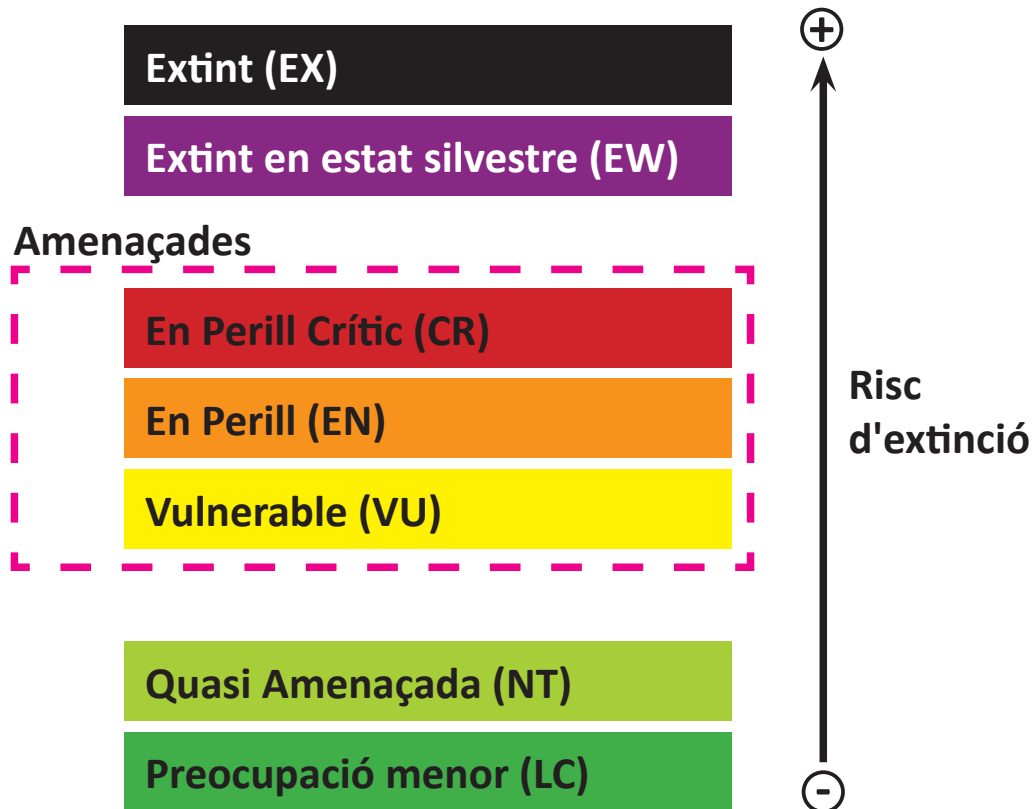 +
Extint (EX)
Extint en estat silvestre (EW)
Amenaçades
En Perill Crític (CR)
En Perill (EN)
Vulnerable (VU)
Risc
d'extinció
Quasi Amenaçada (NT)
Preocupació menor (LC)
-